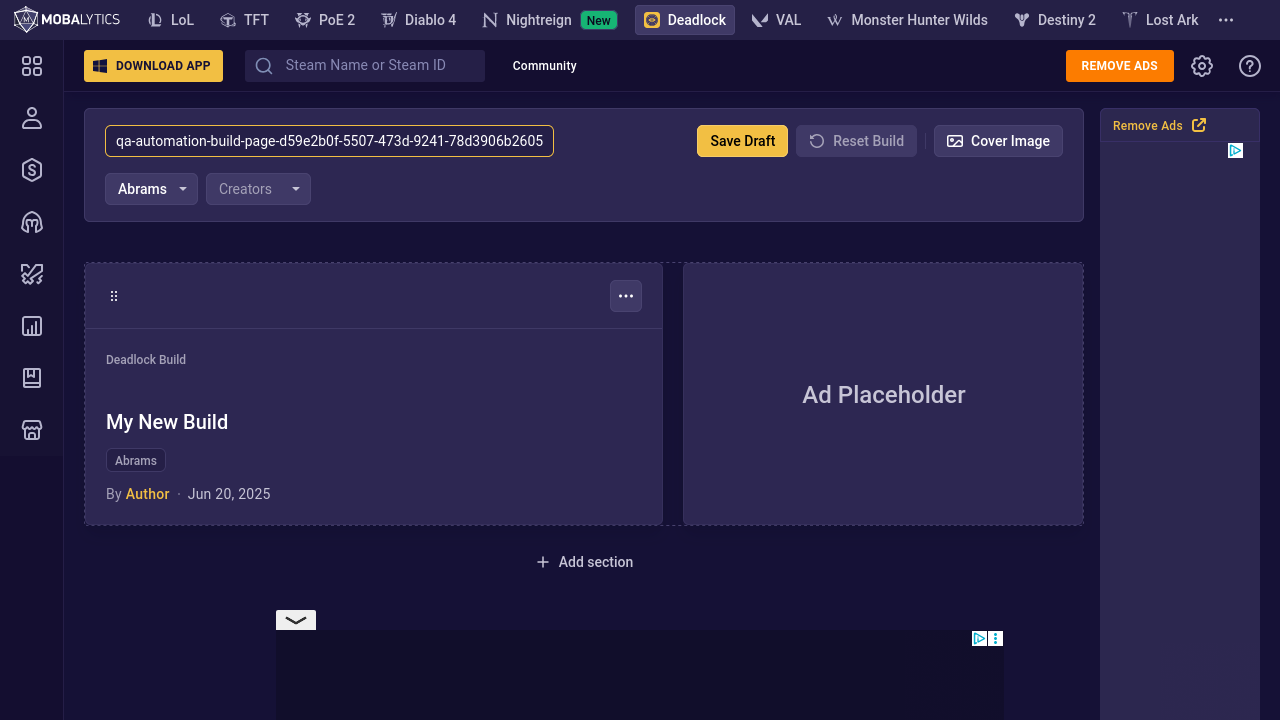 MOBALYTICS LoL TFT PoE 2 Diablo 4 Nightreign New Deadlock VAL Monster Hunter Wilds Destiny 2 Lost Ark
DOWNLOAD APP Steam Name or Steam ID Community REMOVE ADS
qa-automation-build-page-d59e2b0f-5507-473d-9241-78d3906b2605 Save Draft Reset Build Cover Image
Remove Ads
Abrams Creators
Deadlock Build
My New Build
Abrams
By Author · Jun 20, 2025
Ad Placeholder
Add section